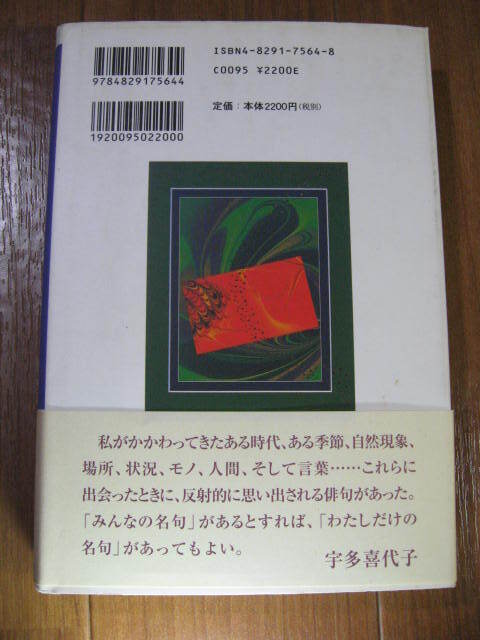 ISBN4-8291-7564-8
C0095 ¥2200E
9784829175644
定価：本体2200円(税別)
1920095022000
私がかかわってきたある時代、ある季節、自然現象、
場所、状況、モノ、人間、そして言葉……これらに
出会ったときに、反射的に思い出される俳句があった。
「みんなの名句」があるとすれば、「わたしだけの
名句」があってもよい。
宇多喜代子